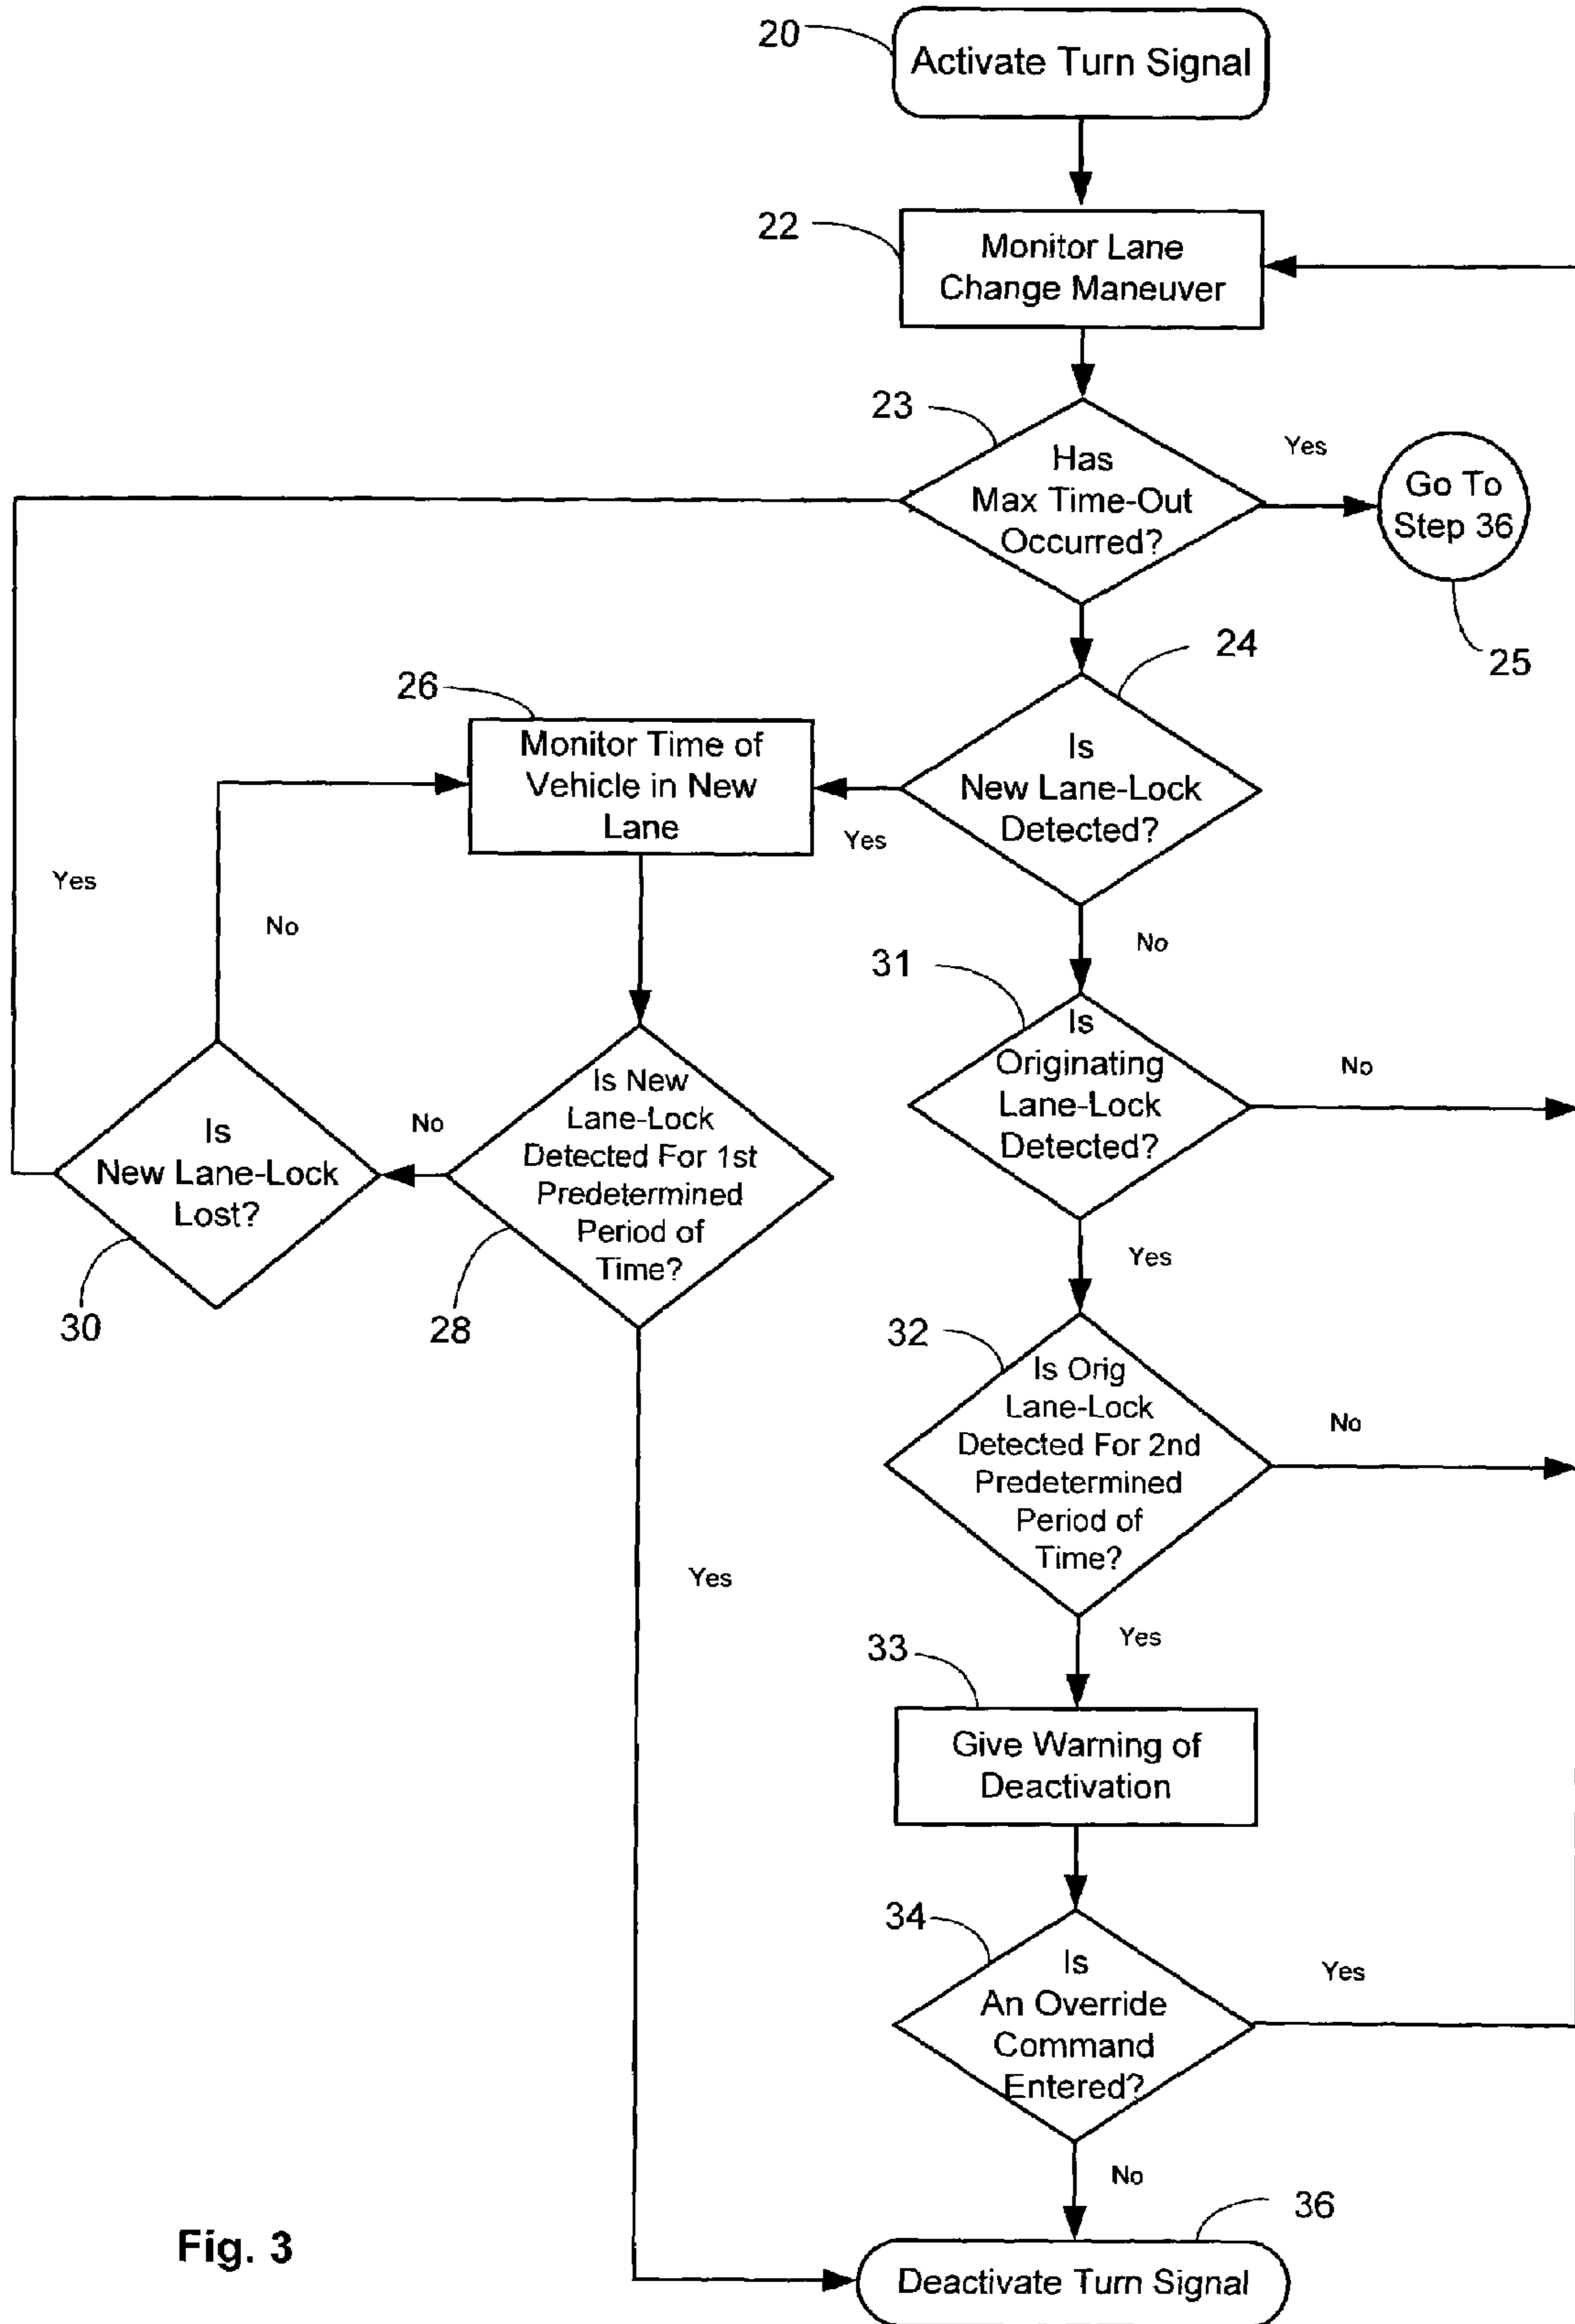 20
Activate Turn Signal
22
Monitor Lane
Change Maneuver
23
Has
Max Time-Out
Occurred?
Yes
Go To
Step 36
25
24
Is
New Lane-Lock
Detected?
Yes
26
Monitor Time of
Vehicle in New
Lane
Yes
No
No
31
Is
Originating
Lane-Lock
Detected?
No
Is New
Lane-Lock
Detected For 1st
Predetermined
Period of
Time?
28
No
Is
New Lane-Lock
Lost?
30
Yes
32
Is Orig
Lane-Lock
Detected For 2nd
Predetermined
Period of
Time?
No
Yes
Yes
33
Give Warning of
Deactivation
34
Is
An Override
Command
Entered?
Yes
No
36
Deactivate Turn Signal
Fig. 3